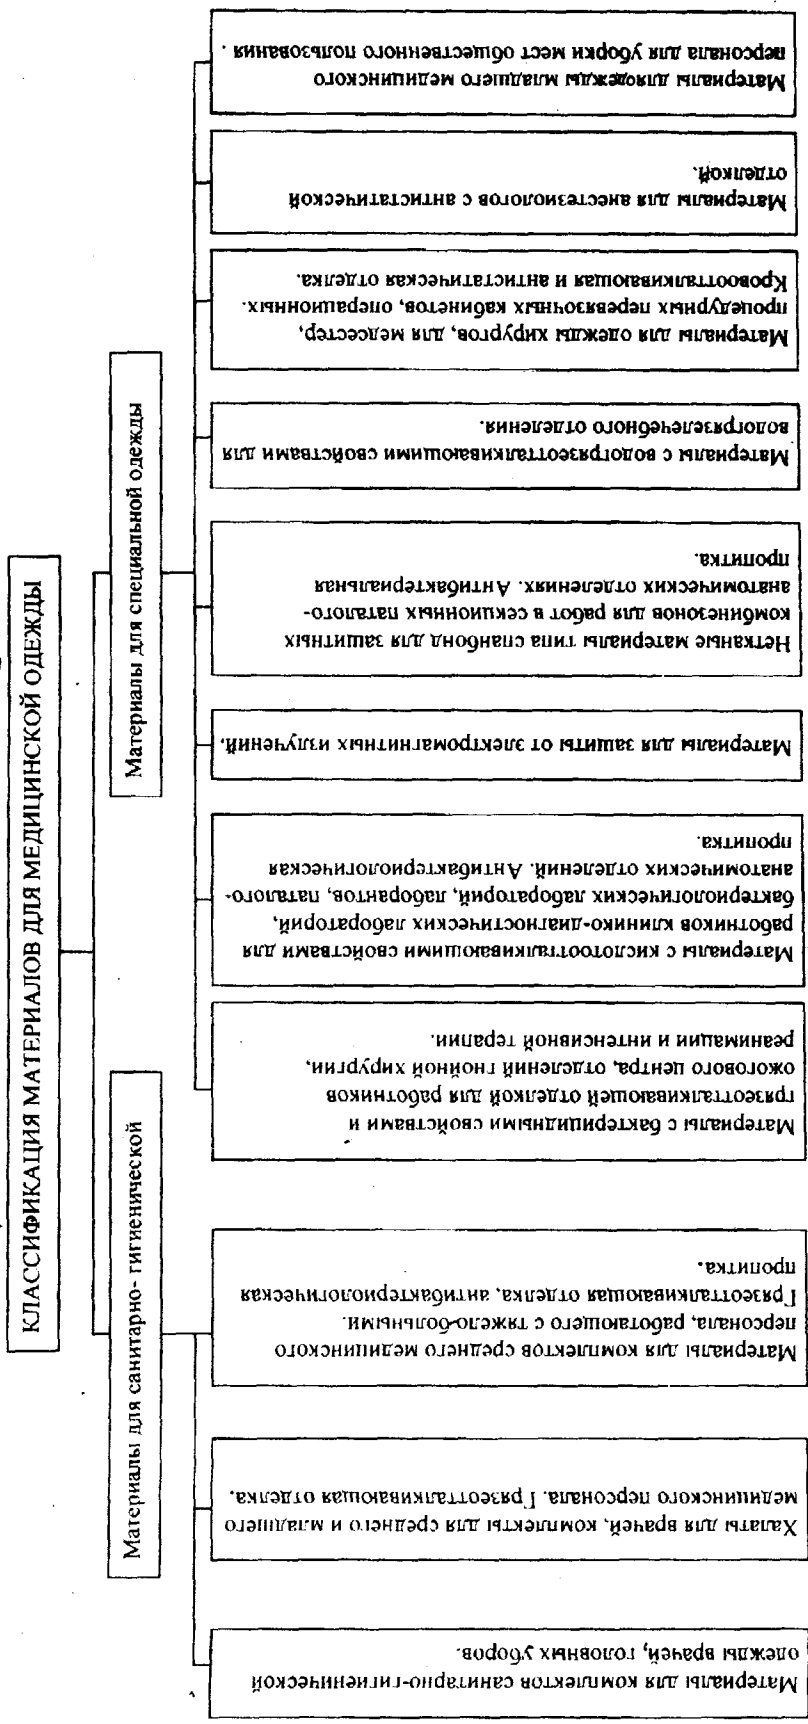 КЛАССИФИКАЦИЯ МАТЕРИАЛОВ ДЛЯ МЕДИЦИНСКОЙ ОДЕЖДЫ
Материалы для санитарно- гигиенической
Материалы для специальной одежды
Материалы для комплектов санитарно-гигиенической
одежды врачей, головных уборов.
Халаты для врачей, комплекты для среднего и младшего
медицинского персонала. Грязеотталкивающая отделка.
Материалы для комплектов среднего медицинского
персонала, работающего с тяжело-больными.
Грязеотталкивающая отделка, антибактериологическая
пропитка.
Материалы с бактерицидными свойствами и
грязеотталкивающей отделкой для работников
ожогового центра, отделений гнойной хирургии,
реанимации и интенсивной терапии.
Материалы с кислотоотталкивающими свойствами для
работников клинико-диагностических лабораторий,
бактериологических лабораторий, лаборантов, паталого-
анатомических отделений. Антибактериологическая
пропитка.
Материалы для защиты от электромагнитных излучений.
Нетканые материалы типа спанбонд для защитных
комбинезонов для работ в секционных паталого-
анатомических отделениях. Антибактериальная
пропитка.
Материалы с водогрязеотталкивающими свойствами для
водогрязелечебного отделения.
Материалы для одежды хирургов, для медсестер,
процедурных перевязочных кабинетов, операционных.
Кровоотталкивающая и антистатическая отделка.
Материалы для анестезиологов с антистатической
отделкой.
Материалы для одежды младшего медицинского
персонала для уборки мест общественного пользования .